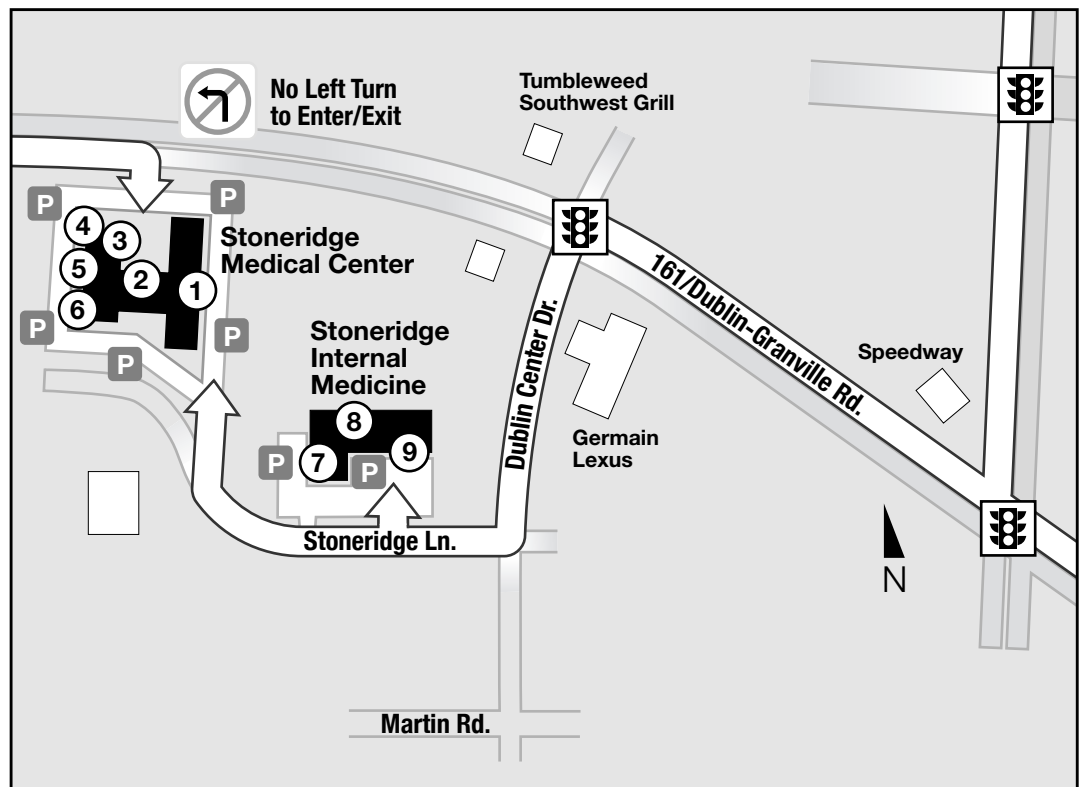 No Left Turn
to Enter/Exit
Tumbleweed
Southwest Grill
P
P
4
3
5
2
1
6
Stoneridge
Medical Center
P
P
P
161/Dublin-Granville Rd.
Dublin Center Dr.
Speedway
Stoneridge
Internal
Medicine
8
7
9
P
P
Germain
Lexus
Stoneridge Ln.
N
Martin Rd.